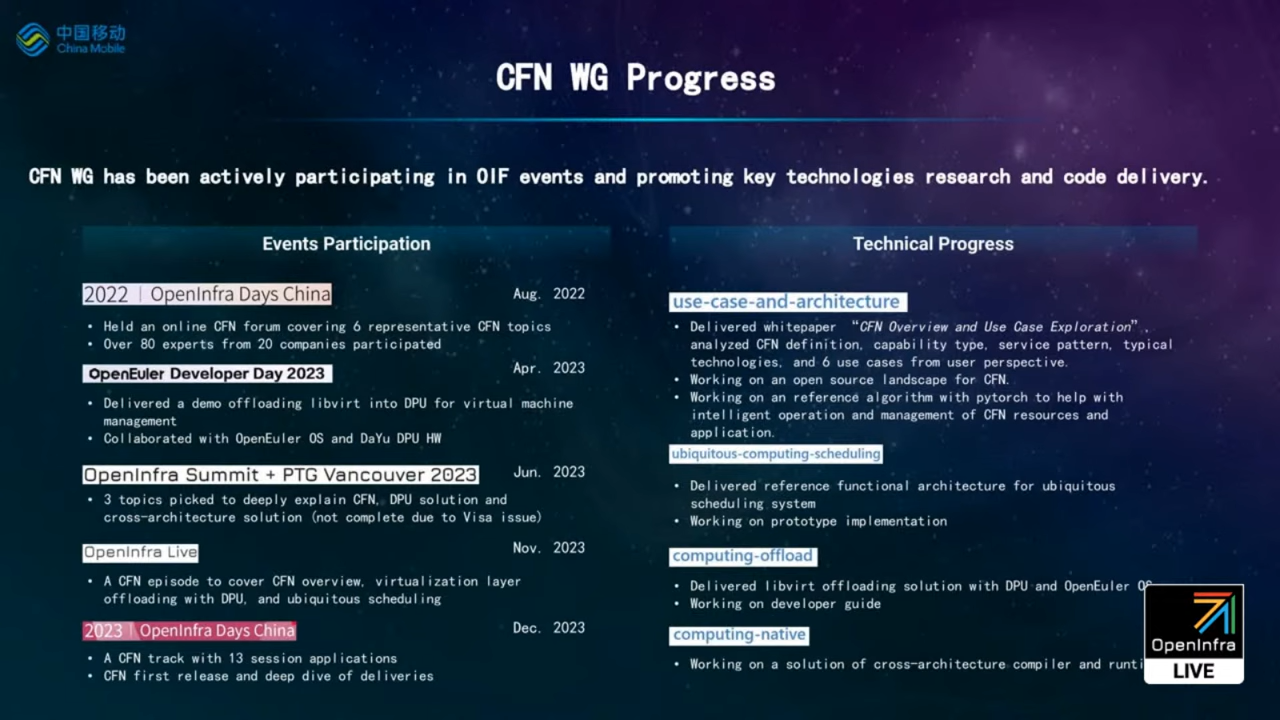 中国移动
China Mobile
CFN WG Progress
CFN WG has been actively participating in OIF events and promoting key technologies research and code delivery.
Events Participation
2022 | OpenInfra Days China
Aug. 2022
• Held an online CFN forum covering 6 representative CFN topics
• Over 80 experts from 20 companies participated
OpenEuler Developer Day 2023
Apr. 2023
• Delivered a demo offloading libvirt into DPU for virtual machine
management
• Collaborated with OpenEuler OS and DaYu DPU HW
OpenInfra Summit + PTG Vancouver 2023
Jun. 2023
• 3 topics picked to deeply explain CFN, DPU solution and
cross-architecture solution (not complete due to Visa issue)
OpenInfra Live
Nov. 2023
• A CFN episode to cover CFN overview, virtualization layer
offloading with DPU, and ubiquitous scheduling
2023 | OpenInfra Days China
Dec. 2023
• A CFN track with 13 session applications
• CFN first release and deep dive of deliveries
Technical Progress
use-case-and-architecture
• Delivered whitepaper “CFN Overview and Use Case Exploration”,
analyzed CFN definition, capability type, service pattern, typical
technologies, and 6 use cases from user perspective.
• Working on an open source landscape for CFN.
• Working on an reference algorithm with pytorch to help with
intelligent operation and management of CFN resources and
application.
ubiquitous-computing-scheduling
• Delivered reference functional architecture for ubiquitous
scheduling system
• Working on prototype implementation
computing-offload
• Delivered libvirt offloading solution with DPU and OpenEuler OS
• Working on developer guide
computing-native
• Working on a solution of cross-architecture compiler and
OpenInfra
LIVE